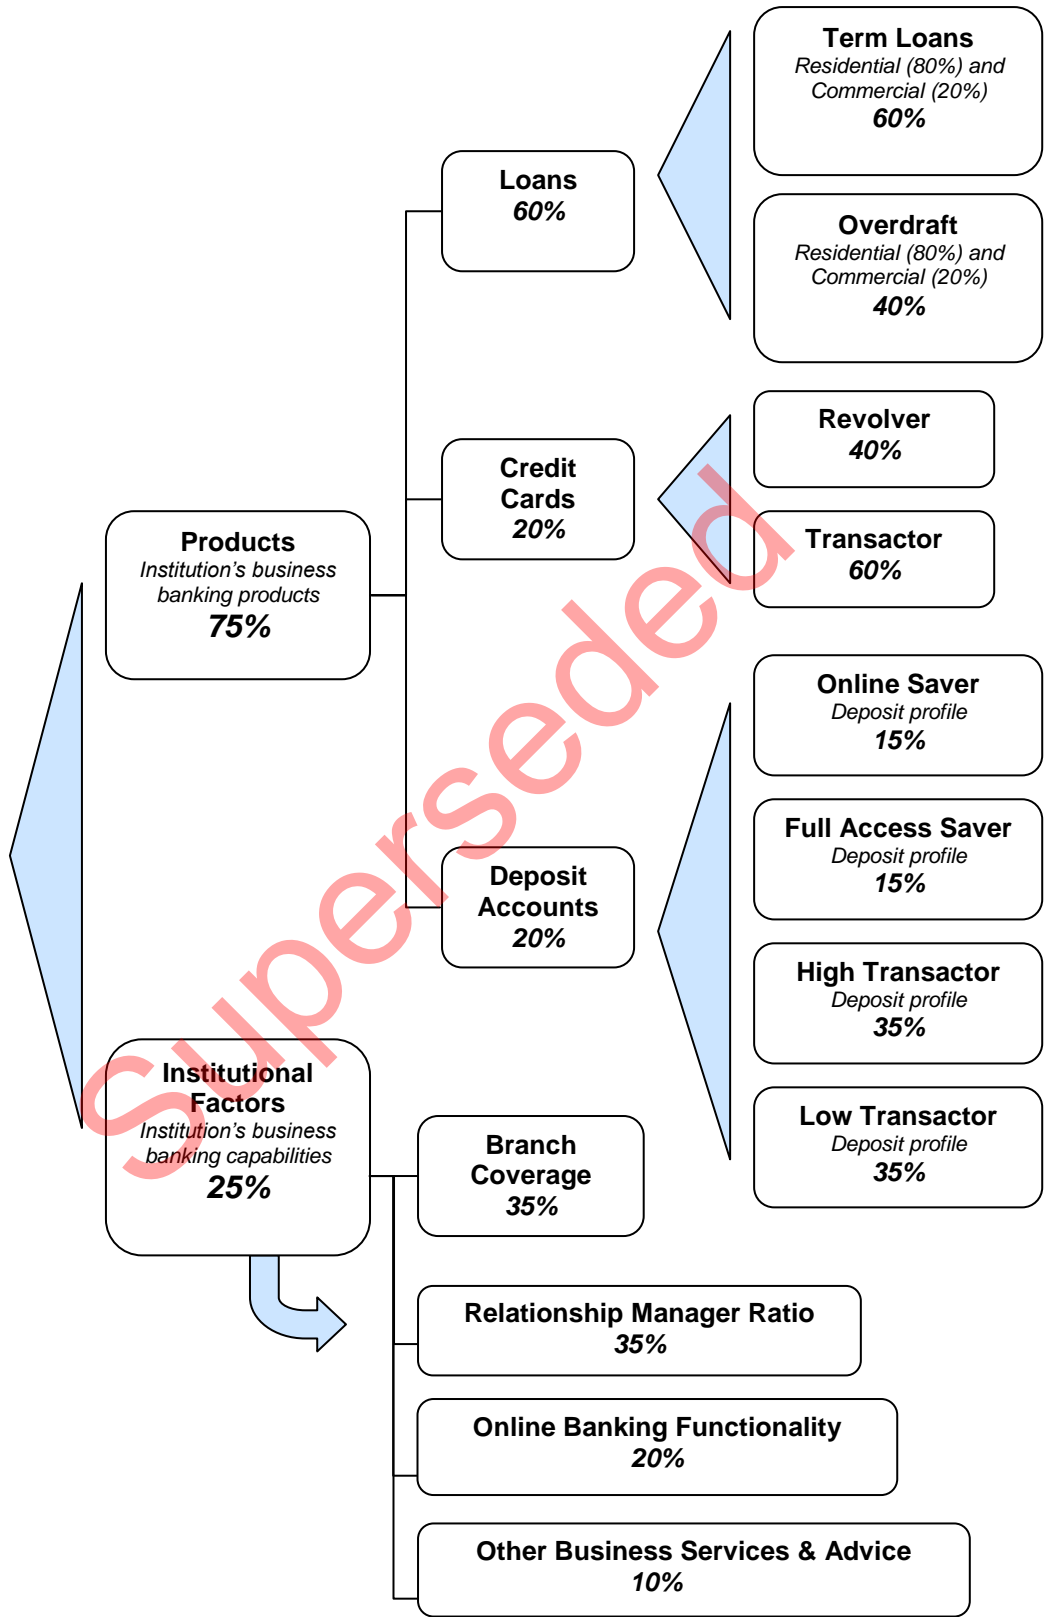 Term Loans
Residential (80%) and
Commercial (20%)
60%
Loans
60%
Overdraft
Residential (80%) and
Commercial (20%)
40%
Revolver
40%
Credit
Cards
20%
Transactor
60%
Products
Institution’s business
banking products
75%
Online Saver
Deposit profile
15%
Full Access Saver
Deposit profile
15%
Deposit
Accounts
20%
High Transactor
Deposit profile
35%
Low Transactor
Deposit profile
35%
Institutional
Factors
Institution’s business
banking capabilities
25%
Branch
Coverage
35%
Relationship Manager Ratio
35%
Online Banking Functionality
20%
Other Business Services & Advice
10%
Superseded